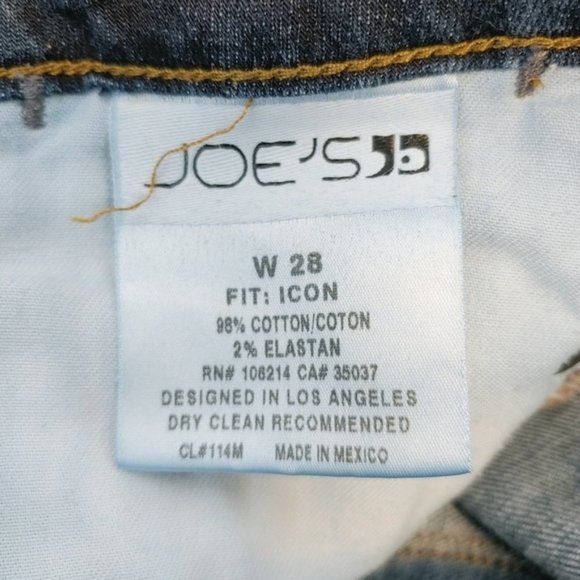 JOE'S
W 28
FIT: ICON
98% COTTON/COTON
2% ELASTAN
RN# 106214 CA# 35037
DESIGNED IN LOS ANGELES
DRY CLEAN RECOMMENDED
CL#114M MADE IN MEXICO